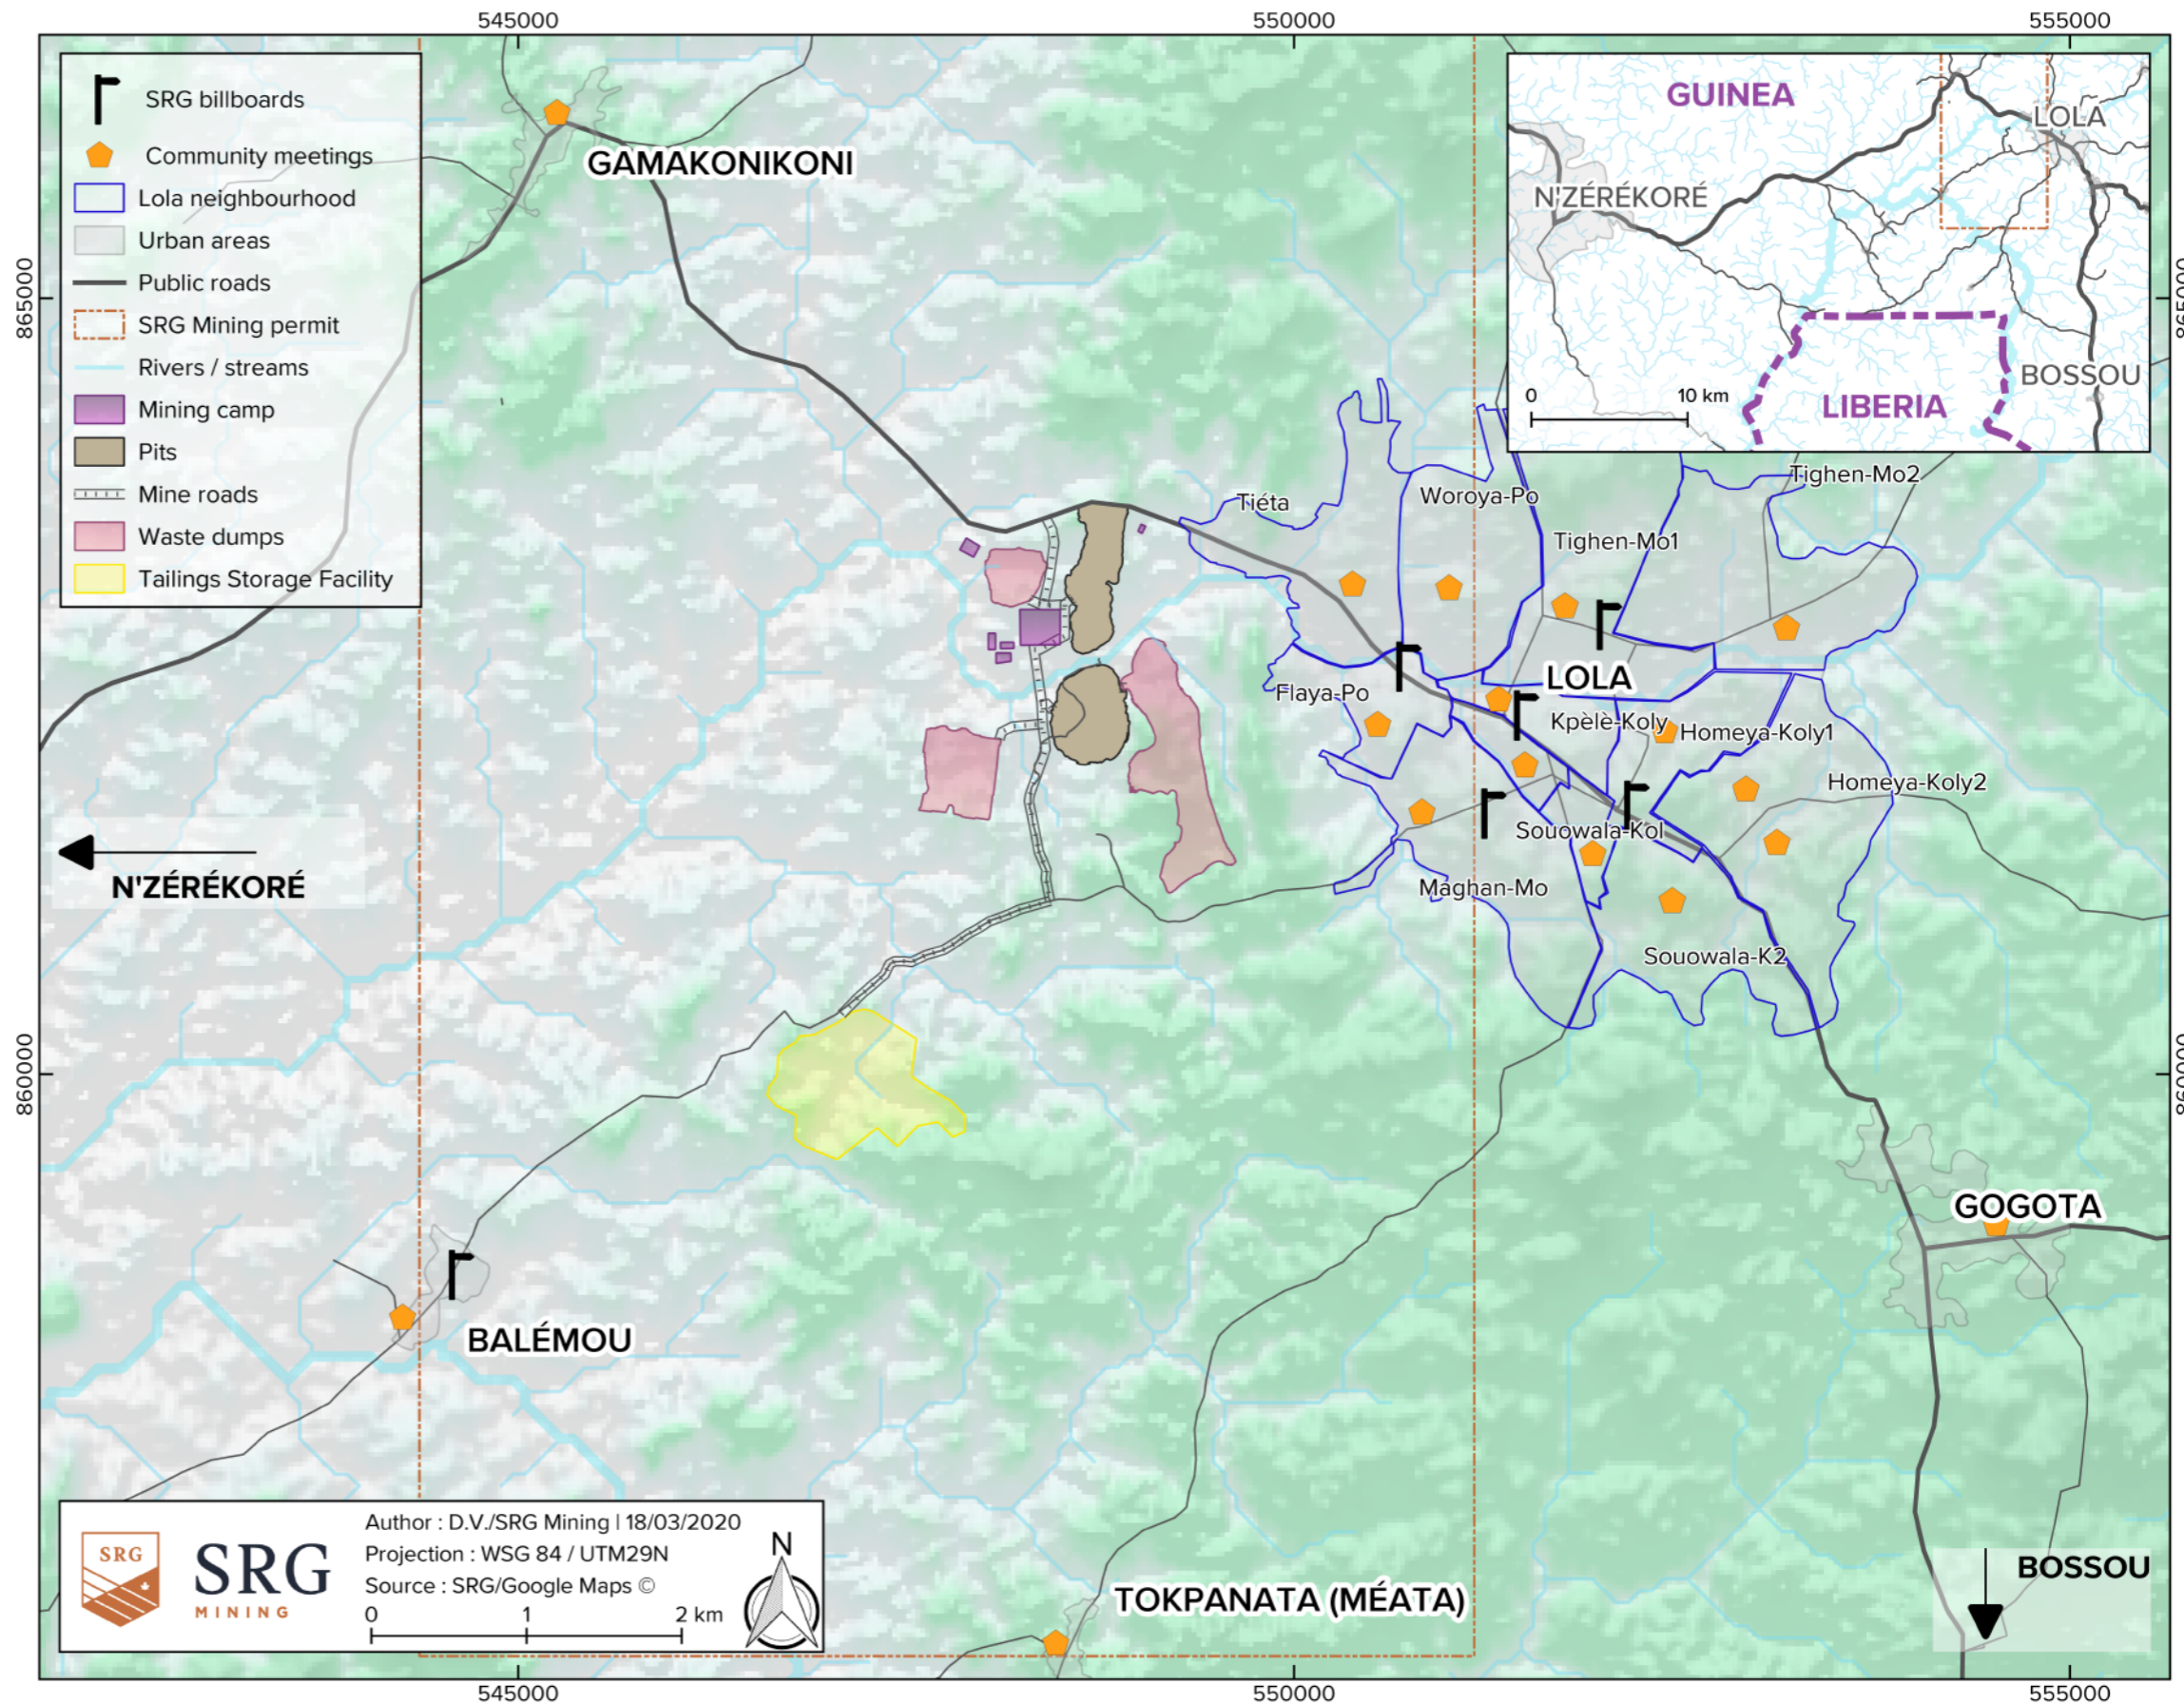 545000
550000
555000
SRG billboards
Community meetings
Lola neighbourhood
Urban areas
Public roads
SRG Mining permit
Rivers / streams
Mining camp
Pits
Mine roads
Waste dumps
Tailings Storage Facility
GUINEA
LOLA
N'ZÉRÉKORÉ
BOSSOU
LIBERIA
0
10 km
865000
865000
GAMAKONIKONI
Tiéta
Woroya-Po
Tighen-Mo2
Tighen-Mo1
LOLA
Flaya-Po
Kpèlè-Koly
Homeya-Koly1
Homeya-Koly2
Souowala-Kol
Maghan-Mo
Souowala-K2
N'ZÉRÉKORÉ
860000
860000
GOGOTA
BALÉMOU
TOKPANATA (MÉATA)
BOSSOU
SRG
SRG
MINING
Author : D.V./SRG Mining | 18/03/2020
Projection : WSG 84 / UTM29N
Source : SRG/Google Maps ©
0 1 2 km
N
545000
550000
555000